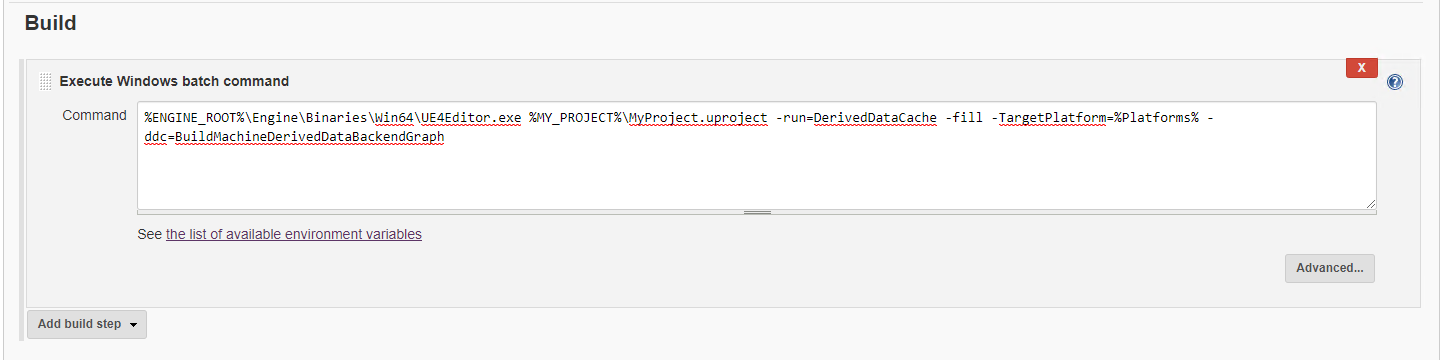 Build
X
Execute Windows batch command
?
Command
%ENGINE_ROOT%\Engine\Binaries\Win64\UE4Editor.exe %MY_PROJECT%\MyProject.uproject -run=DerivedDataCache -fill -TargetPlatform=%Platforms% -
ddc=BuildMachineDerivedDataBackendGraph
See the list of available environment variables
Advanced...
Add build step